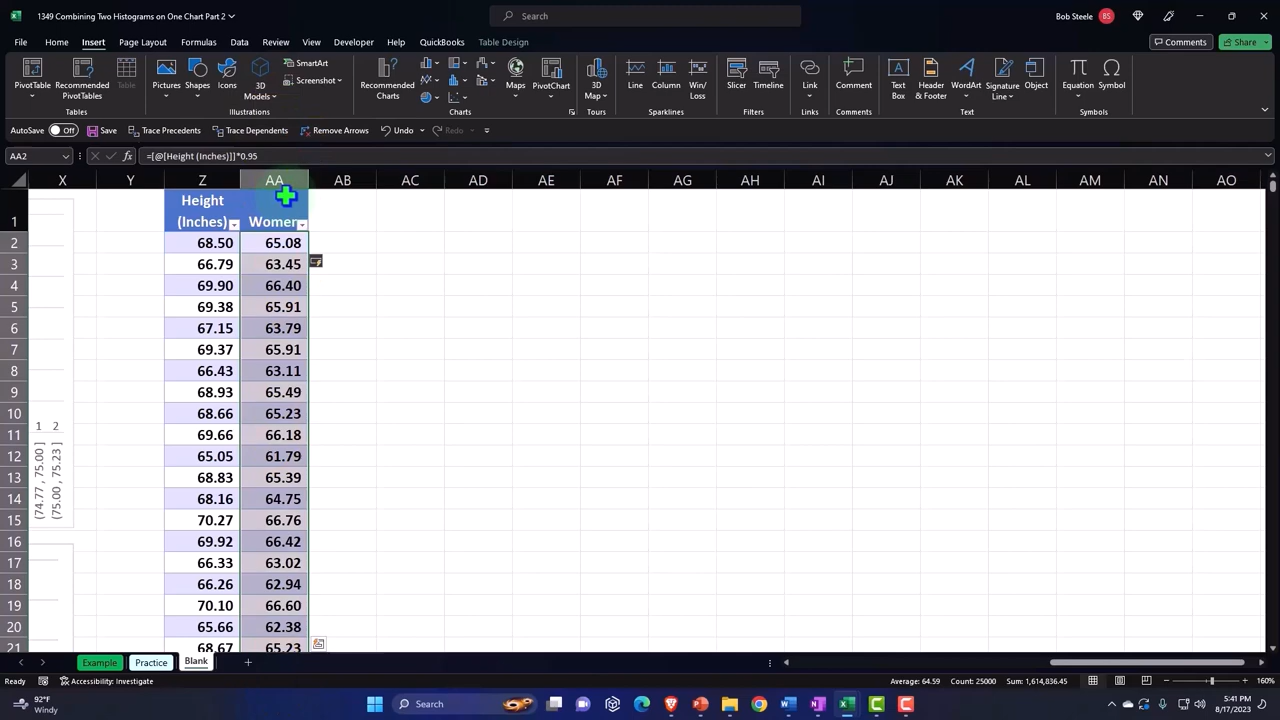 1349 Combining Two Histograms on One Chart Part 2
Search
Bob Steele
BS
File
Home
Insert
Page Layout
Formulas
Data
Review
View
Developer
Help
QuickBooks
Table Design
Comments
Share
PivotTable
Recommended PivotTables
Table
Tables
Pictures
Shapes
Icons
3D Models
SmartArt
Screenshot
Illustrations
Recommended Charts
Maps
PivotChart
Charts
3D Map
Tours
Line
Column
Win/Loss
Sparklines
Slicer
Timeline
Filters
Link
Links
Comment
Comments
Text Box
Header & Footer
WordArt
Signature Line
Object
Text
Equation
Symbol
Symbols
AutoSave
Off
Save
Trace Precedents
Trace Dependents
Remove Arrows
Undo
Redo
AA2
fx
=[@[Height (Inches)]]*0.95
X Y Z AA AB AC AD AE AF AG AH AI AJ AK AL AM AN AO
1 Height (Inches) Women
2 68.50 65.08
3 66.79 63.45
4 69.90 66.40
5 69.38 65.91
6 67.15 63.79
7 69.37 65.91
8 66.43 63.11
9 68.93 65.49
10 68.66 65.23
11 69.66 66.18
12 65.05 61.79
13 68.83 65.39
14 68.16 64.75
15 70.27 66.76
16 69.92 66.42
17 66.33 63.02
18 66.26 62.94
19 70.10 66.60
20 65.66 62.38
21 68.67 65.23
1 2
(74.77 , 75.00 ]
(75.00 , 75.23 ]
Example
Practice
Blank
Ready
Accessibility: Investigate
Average: 64.59
Count: 25000
Sum: 1,614,836.45
160%
92°F
Windy
Search
5:41 PM
8/17/2023